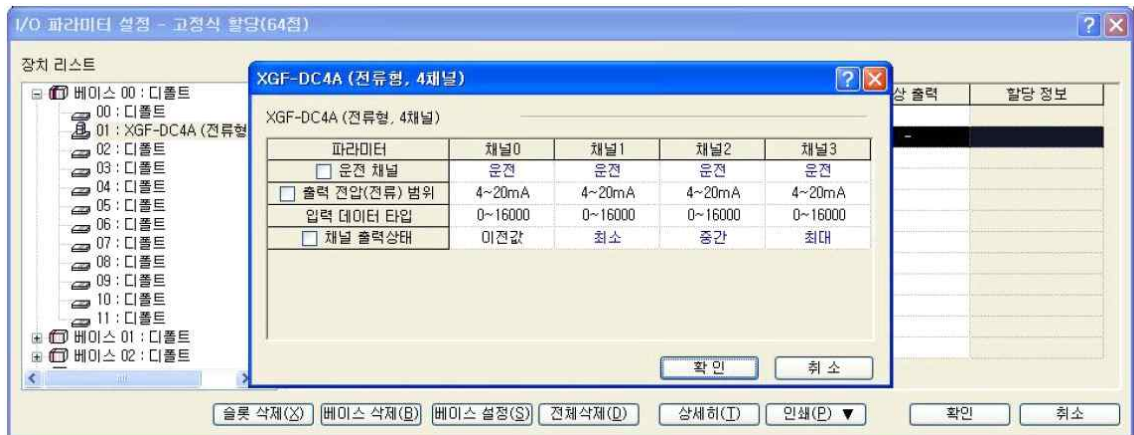 I/O 파라미터 설정 - 고정식 할당(64점)
장치 리스트
베이스 00 : 디폴트
00 : 디폴트
01 : XGF-DC4A (전류형
02 : 디폴트
03 : 디폴트
04 : 디폴트
05 : 디폴트
06 : 디폴트
07 : 디폴트
08 : 디폴트
09 : 디폴트
10 : 디폴트
11 : 디폴트
베이스 01 : 디폴트
베이스 02 : 디폴트
XGF-DC4A (전류형, 4채널)
XGF-DC4A (전류형, 4채널)
파라미터 채널0 채널1 채널2 채널3
운전 채널 운전 운전 운전 운전
출력 전압(전류) 범위 4~20mA 4~20mA 4~20mA 4~20mA
입력 데이터 타입 0~16000 0~16000 0~16000 0~16000
채널 출력상태 이전값 최소 중간 최대
확인 취소
상 출력 할당 정보
-
슬롯 삭제(X) 베이스 삭제(B) 베이스 설정(S) 전체삭제(D) 상세히(T) 인쇄(P) ▼ 확인 취소